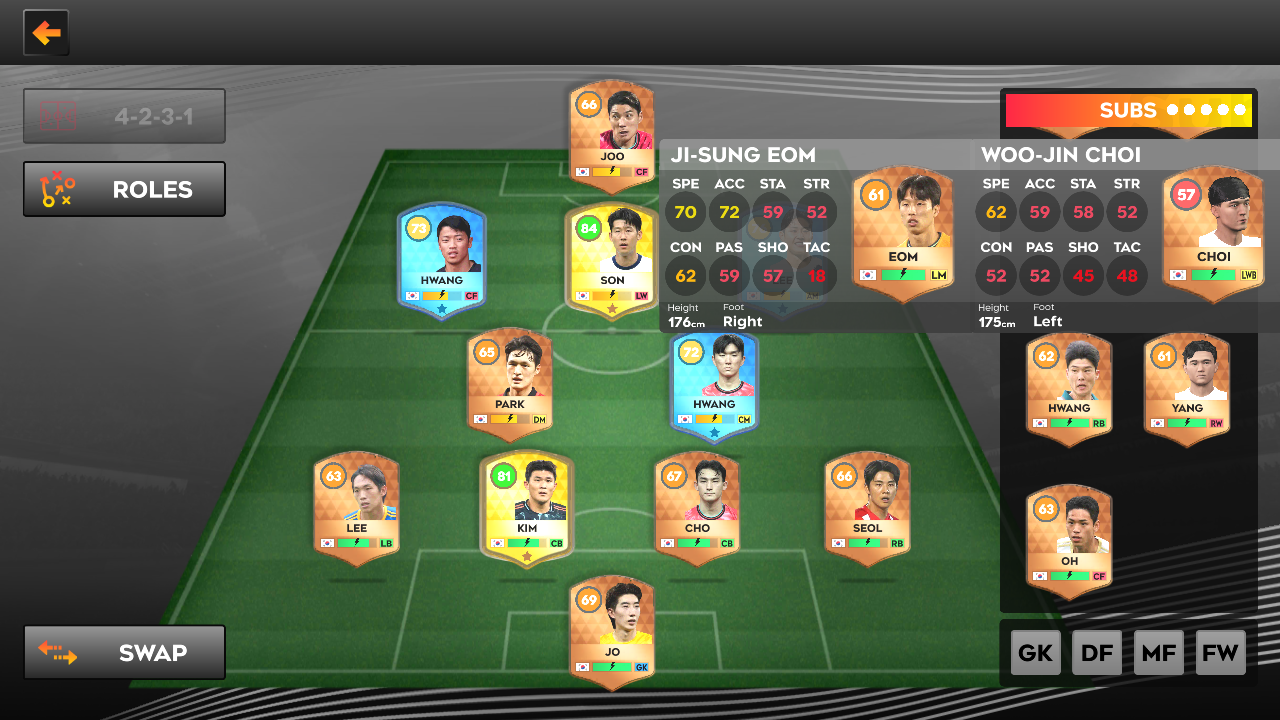 4-2-3-1
ROLES
SWAP
66
JOO
CF
73
HWANG
CF
84
SON
LW
65
PARK
DM
72
HWANG
CM
63
LEE
LB
81
KIM
CB
67
CHO
CB
66
SEOL
RB
69
JO
GK
SUBS
JI-SUNG EOM
SPE ACC STA STR
70 72 59 52
CON PAS SHO TAC
62 59 57 18
Height Foot
176cm Right
61
EOM
LM
WOO-JIN CHOI
SPE ACC STA STR
62 59 58 52
CON PAS SHO TAC
52 52 45 48
Height Foot
175cm Left
57
CHOI
LWB
LEE
AM
62
HWANG
RB
61
YANG
RW
63
OH
CF
GK DF MF FW